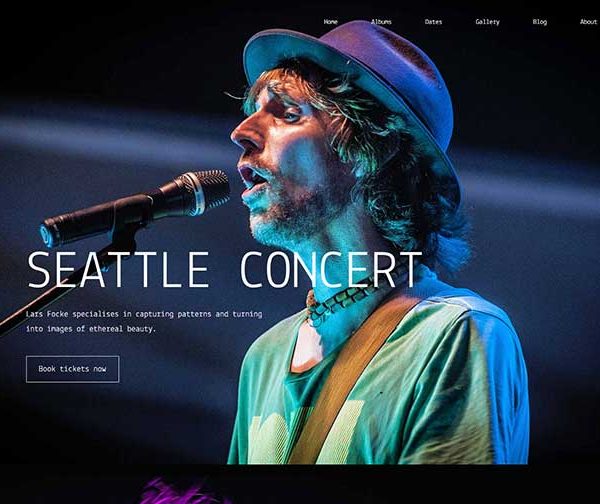 Home Albums Dates Gallery Blog About
SEATTLE CONCERT
Lars Focke specialises in capturing patterns and turning
into images of ethereal beauty.
Book tickets now